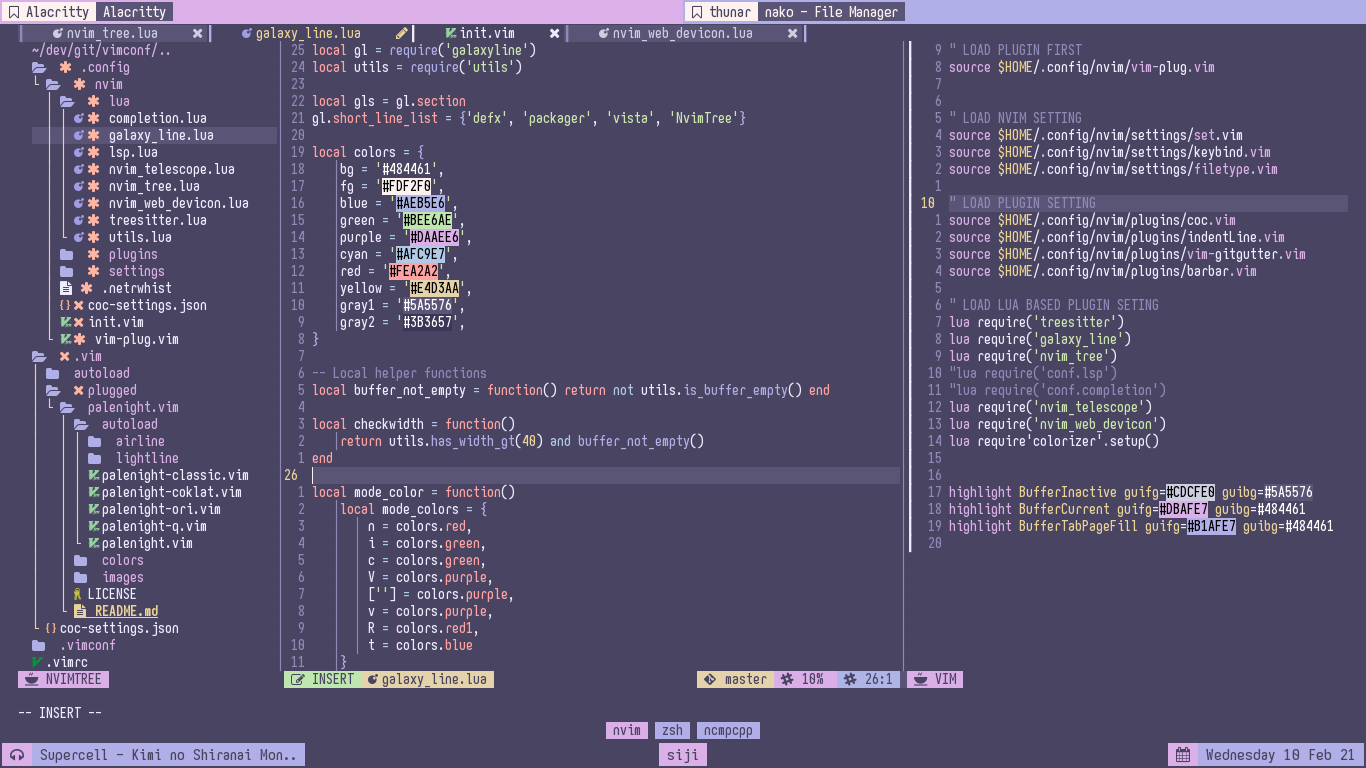 Alacritty Alacritty
thunar nako – File Manager
nvim_tree.lua
galaxy_line.lua
init.vim
nvim_web_devicon.lua
~/dev/git/vimconf/..
.config
nvim
lua
completion.lua
galaxy_line.lua
lsp.lua
nvim_telescope.lua
nvim_tree.lua
nvim_web_devicon.lua
treesitter.lua
utils.lua
plugins
settings
.netrwhist
coc-settings.json
init.vim
vim-plug.vim
.vim
autoload
plugged
palenight.vim
autoload
airline
lightline
palenight-classic.vim
palenight-coklat.vim
palenight-ori.vim
palenight-q.vim
palenight.vim
colors
images
LICENSE
README.md
coc-settings.json
.vimconf
.vimrc
NVIMTREE
25 local gl = require('galaxyline')
24 local utils = require('utils')
23
22 local gls = gl.section
21 gl.short_line_list = {'defx', 'packager', 'vista', 'NvimTree'}
20
19 local colors = {
18 bg = '#484461',
17 fg = '#FDF2F0',
16 blue = '#AEB5E6',
15 green = '#BEE6AE',
14 purple = '#DAAEE6',
13 cyan = '#AFC9E7',
12 red = '#FEA2A2',
11 yellow = '#E4D3AA',
10 gray1 = '#5A5576',
9 gray2 = '#3B3657',
8 }
7
6 -- Local helper functions
5 local buffer_not_empty = function() return not utils.is_buffer_empty() end
4
3 local checkwidth = function()
2 return utils.has_width_gt(40) and buffer_not_empty()
1 end
26
1 local mode_color = function()
2 local mode_colors = {
3 n = colors.red,
4 i = colors.green,
5 c = colors.green,
6 V = colors.purple,
7 [''] = colors.purple,
8 v = colors.purple,
9 R = colors.red1,
10 t = colors.blue
11 }
INSERT galaxy_line.lua
master 10% 26:1
9 " LOAD PLUGIN FIRST
8 source $HOME/.config/nvim/vim-plug.vim
7
6
5 " LOAD NVIM SETTING
4 source $HOME/.config/nvim/settings/set.vim
3 source $HOME/.config/nvim/settings/keybind.vim
2 source $HOME/.config/nvim/settings/filetype.vim
1
10 " LOAD PLUGIN SETTING
1 source $HOME/.config/nvim/plugins/coc.vim
2 source $HOME/.config/nvim/plugins/indentLine.vim
3 source $HOME/.config/nvim/plugins/vim-gitgutter.vim
4 source $HOME/.config/nvim/plugins/barbar.vim
5
6 " LOAD LUA BASED PLUGIN SETING
7 lua require('treesitter')
8 lua require('galaxy_line')
9 lua require('nvim_tree')
10 "lua require('conf.lsp')
11 "lua require('conf.completion')
12 lua require('nvim_telescope')
13 lua require('nvim_web_devicon')
14 lua require'colorizer'.setup()
15
16
17 highlight BufferInactive guifg=#CDCFE0 guibg=#5A5576
18 highlight BufferCurrent guifg=#DBAFE7 guibg=#484461
19 highlight BufferTabPageFill guifg=#B1AFE7 guibg=#484461
20
VIM
-- INSERT --
nvim zsh ncmpcpp
Supercell – Kimi no Shiranai Mon..
siji
Wednesday 10 Feb 21